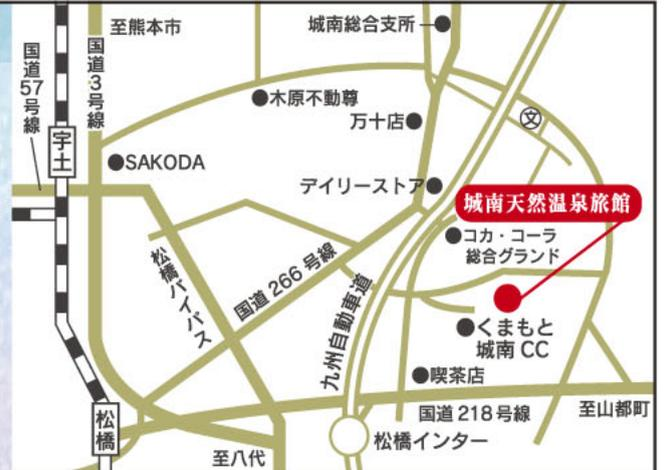 至熊本市
城南総合支所
国道57号線
国道3号線
木原不動尊
万十店
文
宇土
SAKODA
デイリーストア
城南天然温泉旅館
コカ・コーラ
総合グランド
松橋バイパス
国道266号線
九州自動車道
くまもと
城南CC
喫茶店
国道218号線
至山都町
松橋
松橋インター
至八代